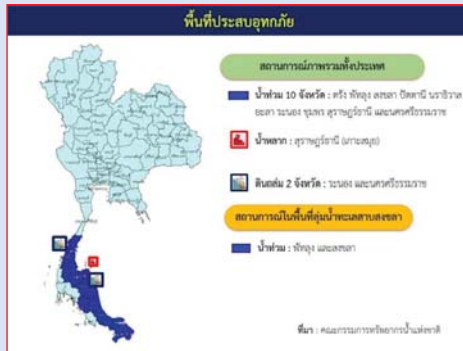 พื้นที่ประสบอุทกภัย
สถานการณ์ภาพรวมทั้งประเทศ
น้ำท่วม 10 จังหวัด : ตรัง พัทลุง สงขลา ปัตตานี นราธิวาส
ยะลา ระนอง ชุมพร สุราษฎร์ธานี และนครศรีธรรมราช
น้ำหลาก : สุราษฎร์ธานี (เกาะสมุย)
ดินถล่ม 2 จังหวัด : ระนอง และนครศรีธรรมราช
สถานการณ์ในพื้นที่ลุ่มน้ำทะเลสาบสงขลา
น้ำท่วม : พัทลุง และสงขลา
ที่มา : คณะกรรมการทรัพยากรน้ำแห่งชาติ